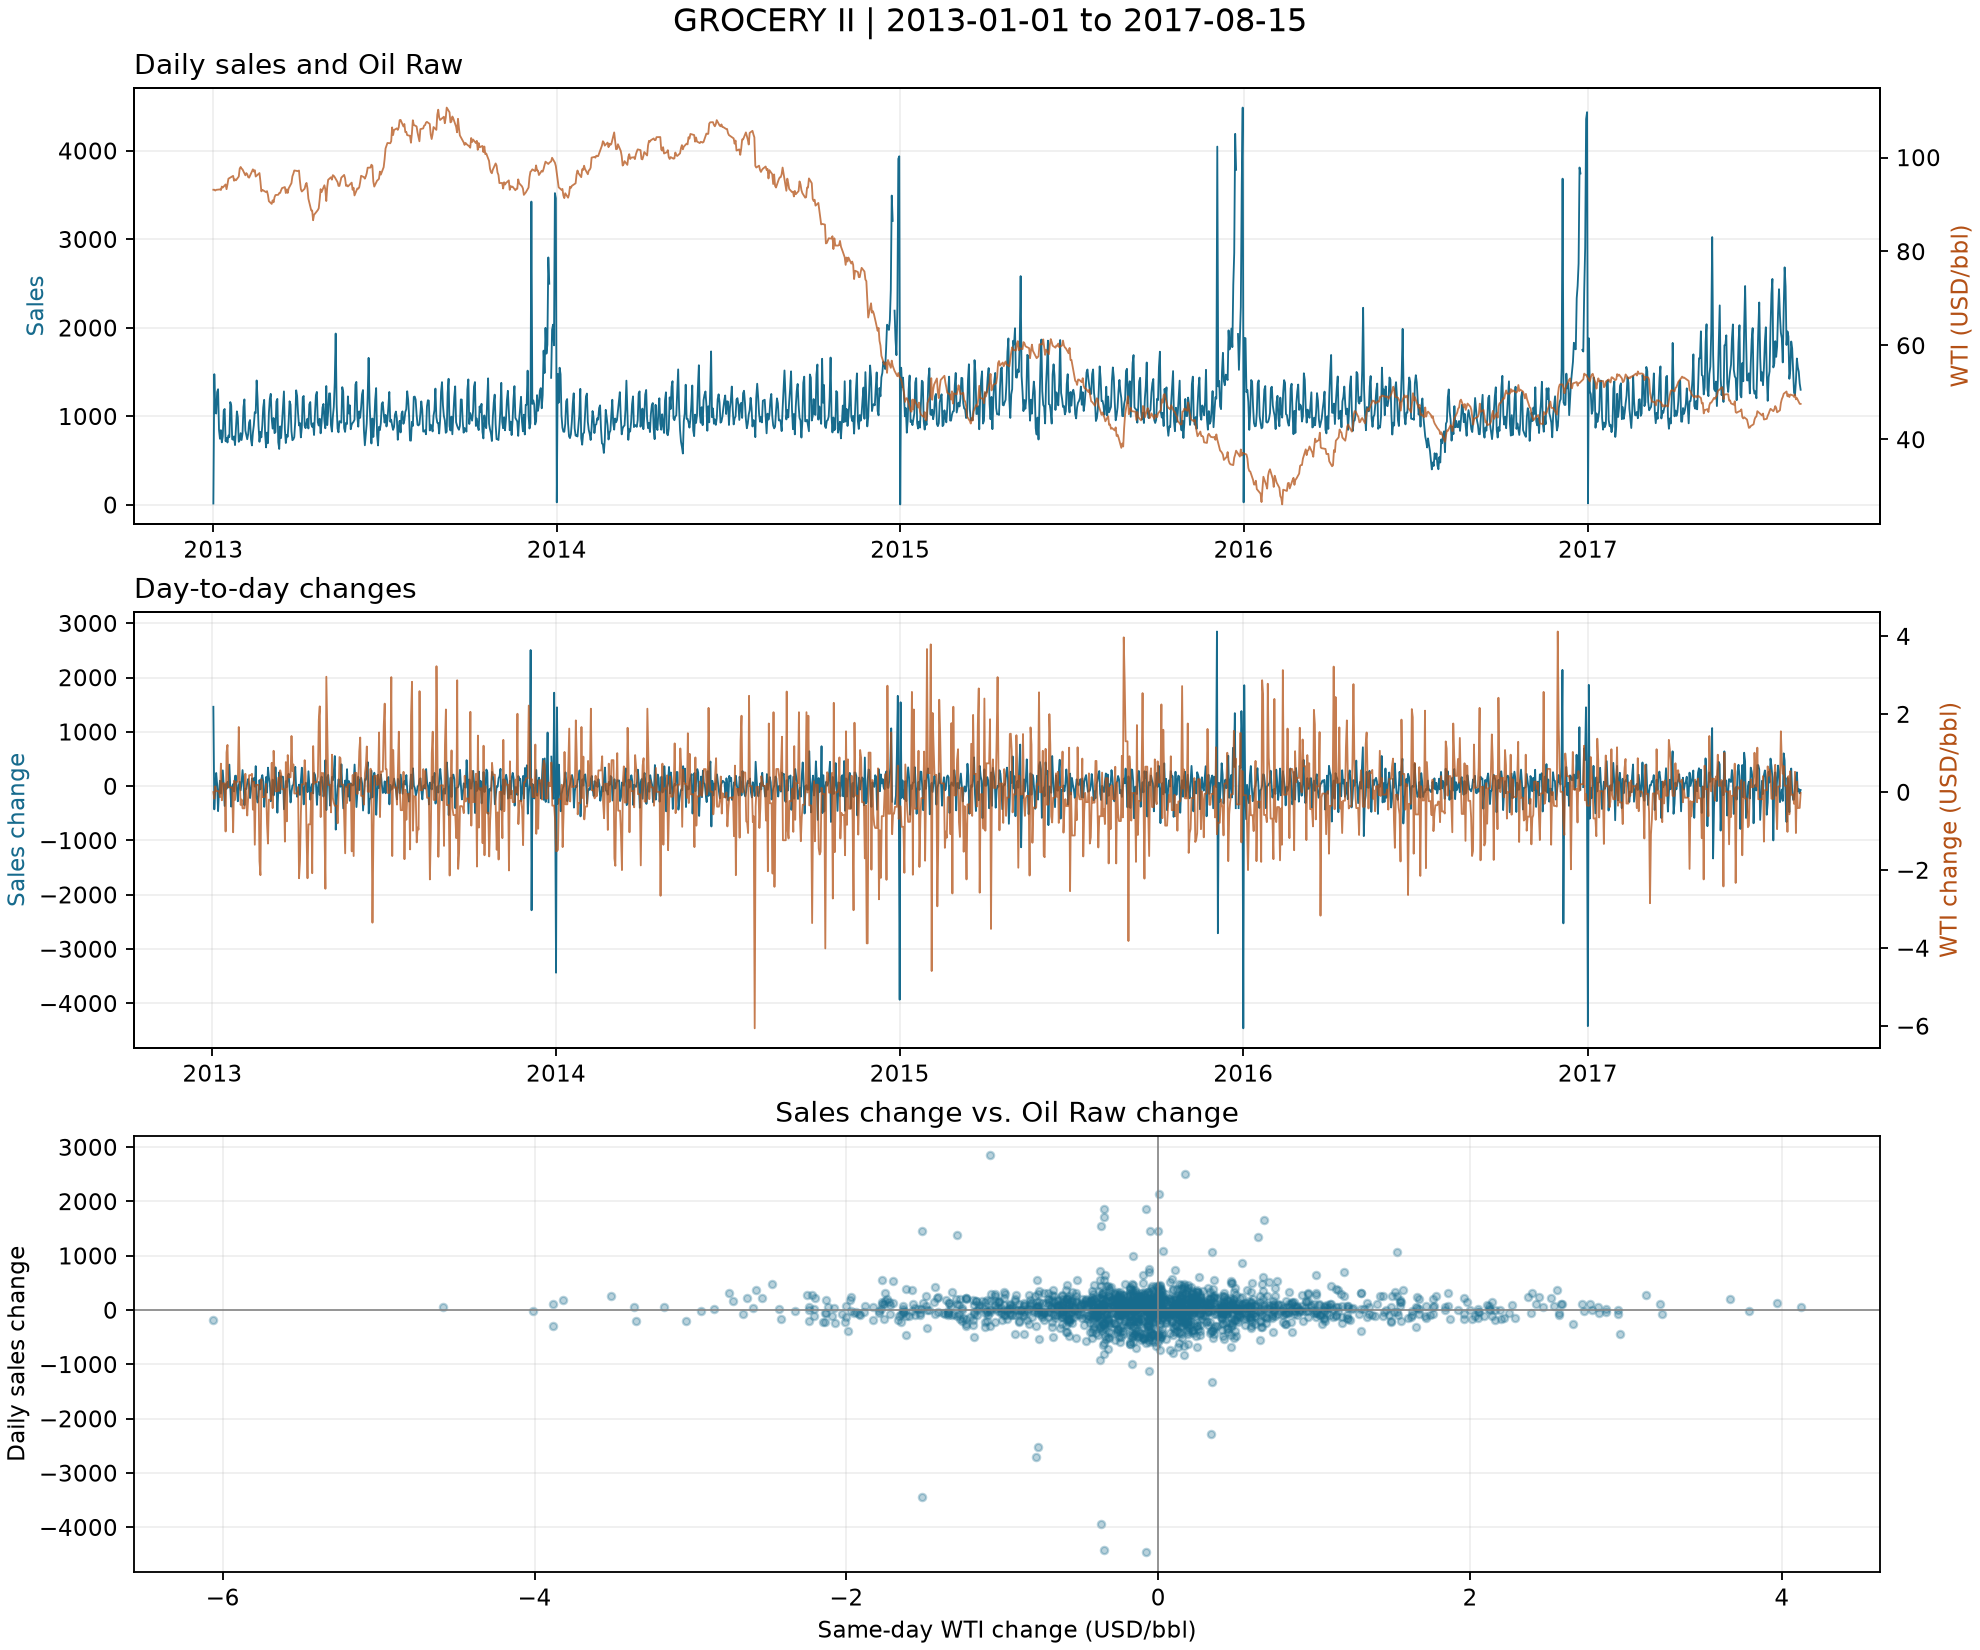 GROCERY II | 2013-01-01 to 2017-08-15
Daily sales and Oil Raw
4000
3000
2000
1000
0
Sales
100
80
60
40
WTI (USD/bbl)
2013 2014 2015 2016 2017
Day-to-day changes
3000
2000
1000
0
−1000
−2000
−3000
−4000
Sales change
4
2
0
−2
−4
−6
WTI change (USD/bbl)
2013 2014 2015 2016 2017
Sales change vs. Oil Raw change
3000
2000
1000
0
−1000
−2000
−3000
−4000
Daily sales change
−6 −4 −2 0 2 4
Same-day WTI change (USD/bbl)